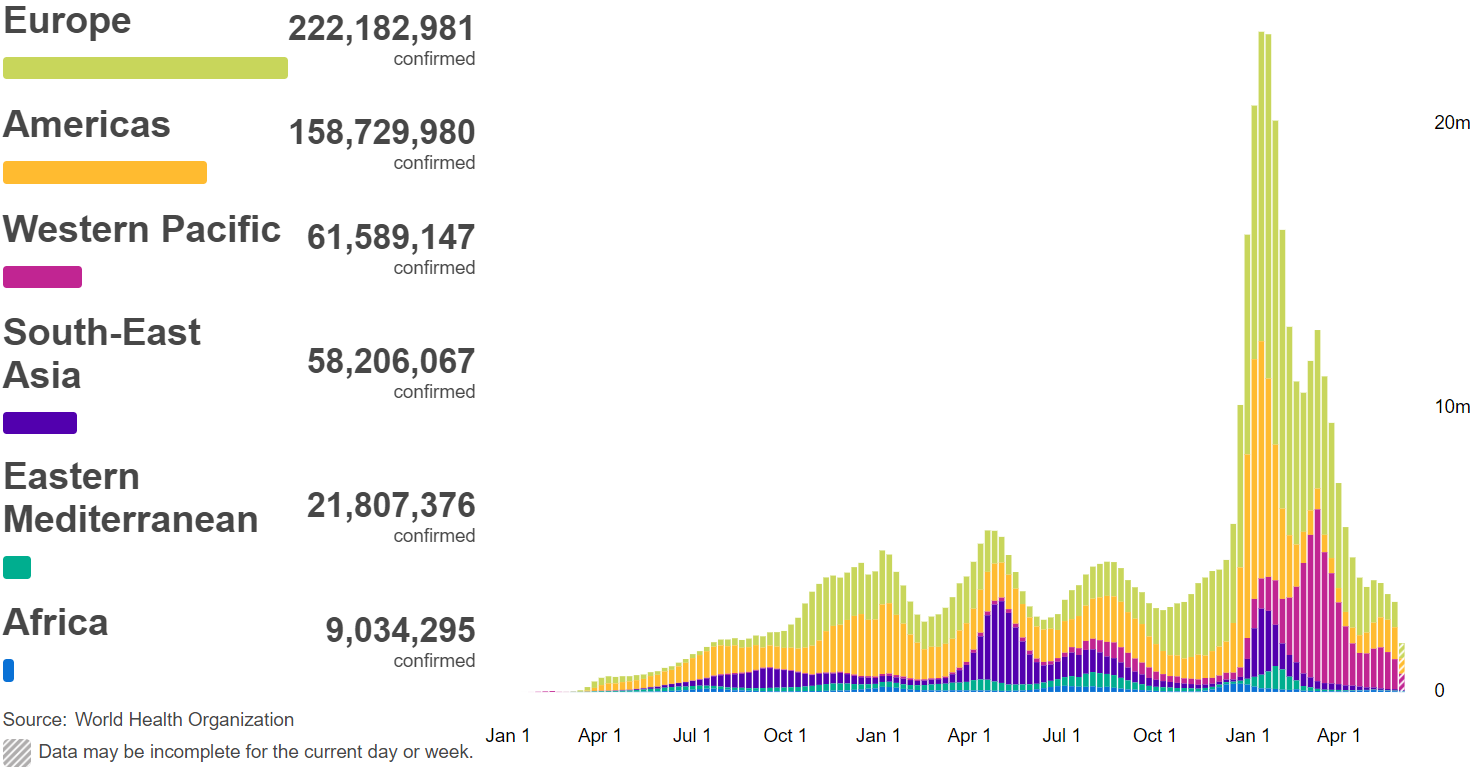 Europe
222,182,981
confirmed
Americas
158,729,980
confirmed
Western Pacific
61,589,147
confirmed
South-East
Asia
58,206,067
confirmed
Eastern
Mediterranean
21,807,376
confirmed
Africa
9,034,295
confirmed
Source: World Health Organization
Data may be incomplete for the current day or week.
20m
10m
0
Jan 1 Apr 1 Jul 1 Oct 1 Jan 1 Apr 1 Jul 1 Oct 1 Jan 1 Apr 1